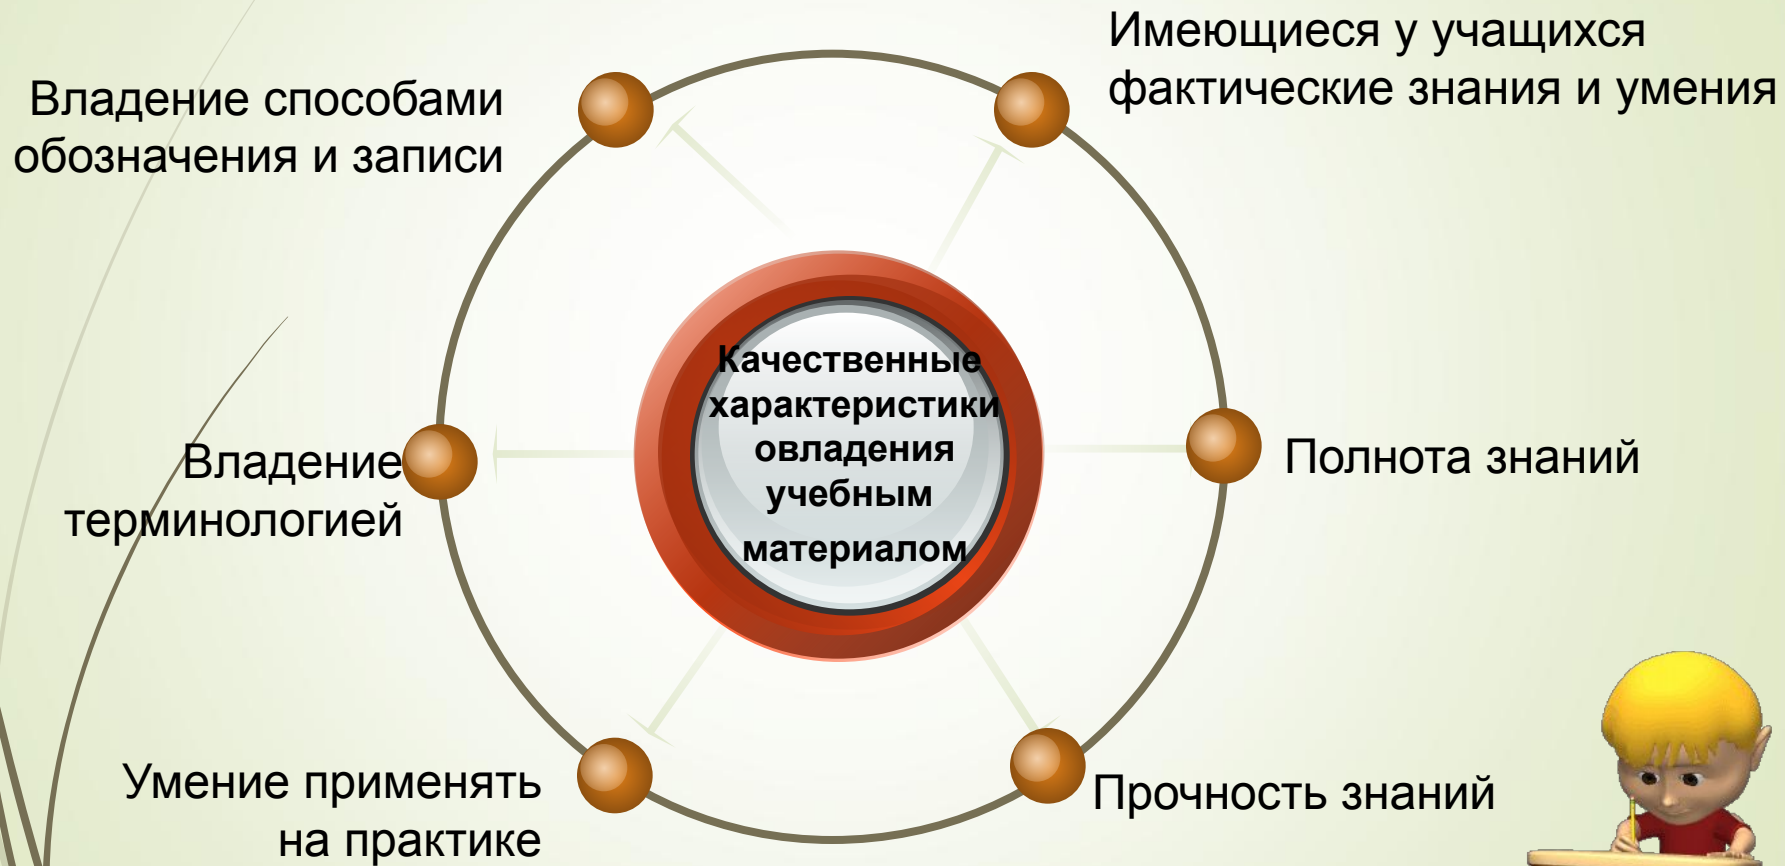 Имеющиеся у учащихся
фактические знания и умения
Владение способами
обозначения и записи
Качественные
характеристики
овладения
учебным
материалом
Владение
терминологией
Полнота знаний
Умение применять
на практике
Прочность знаний